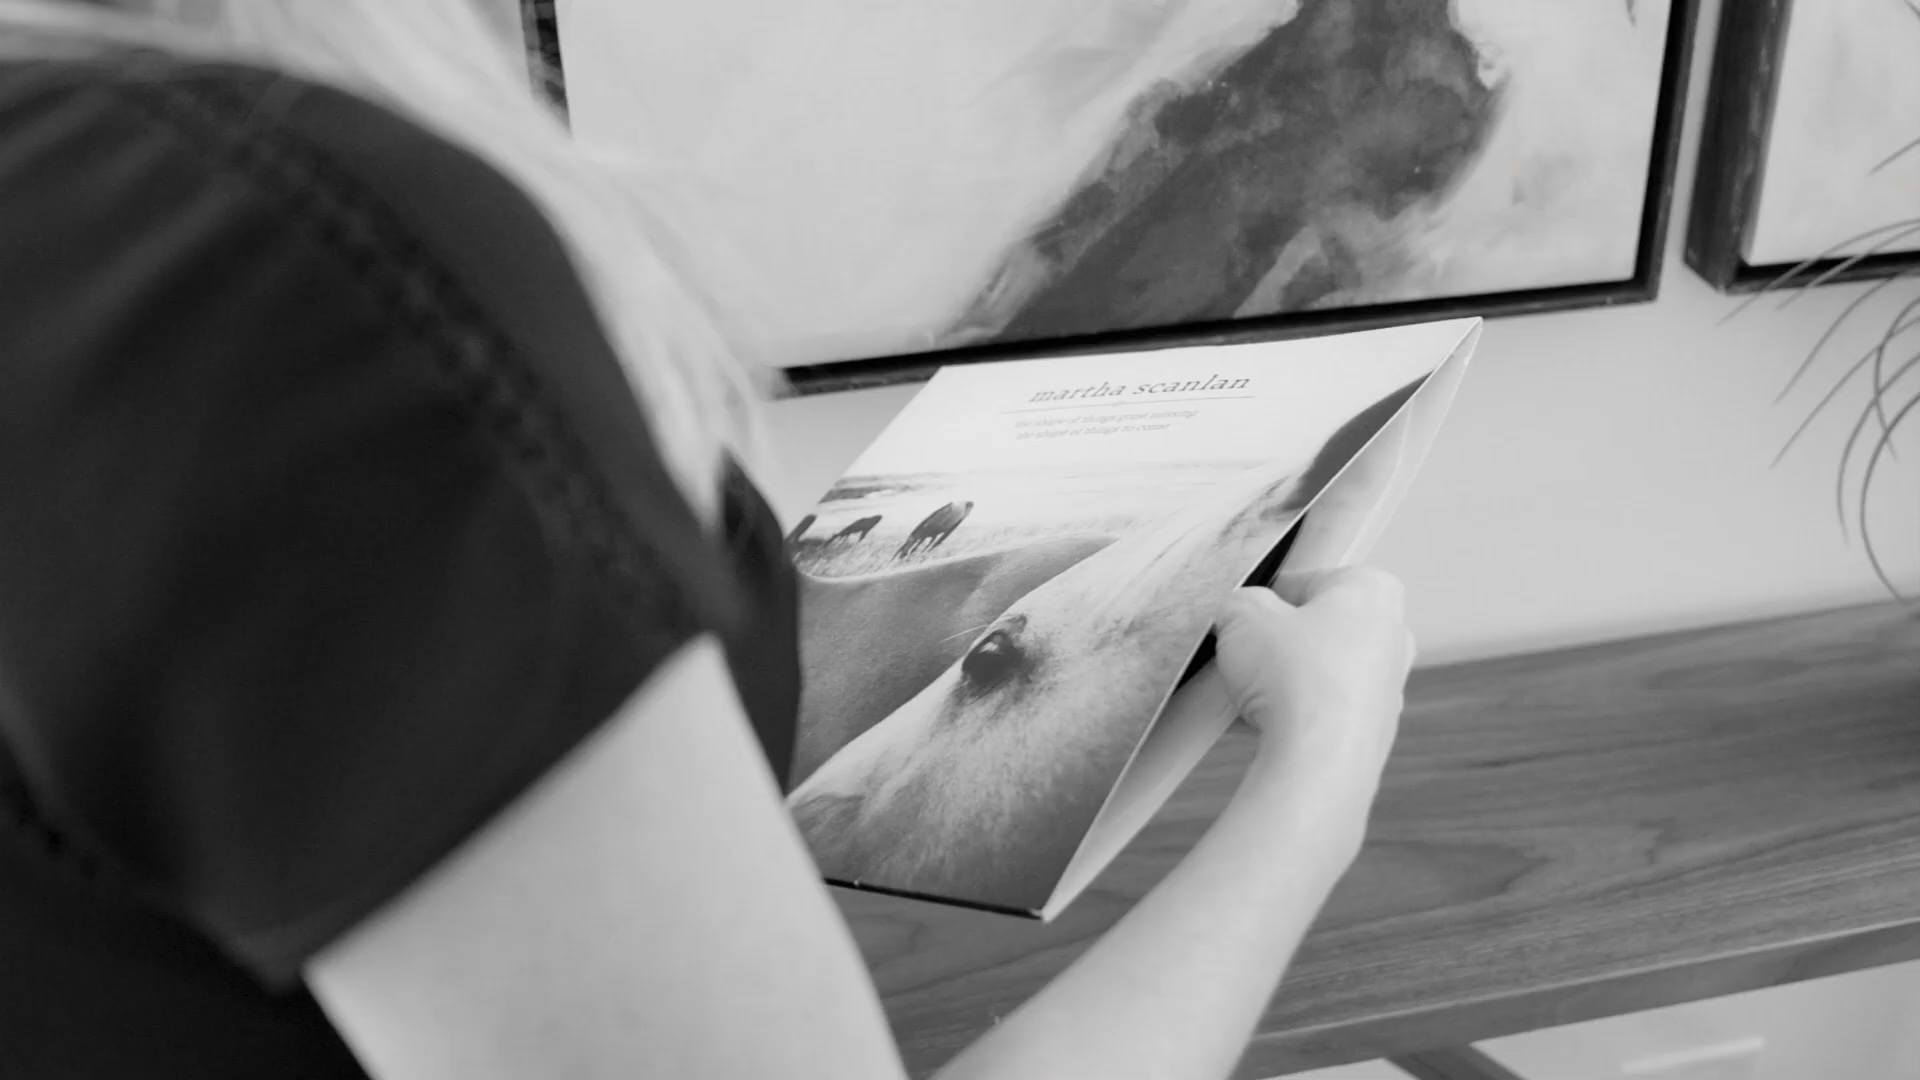 martha scanlan
the shape of things gone missing
the shape of things to come